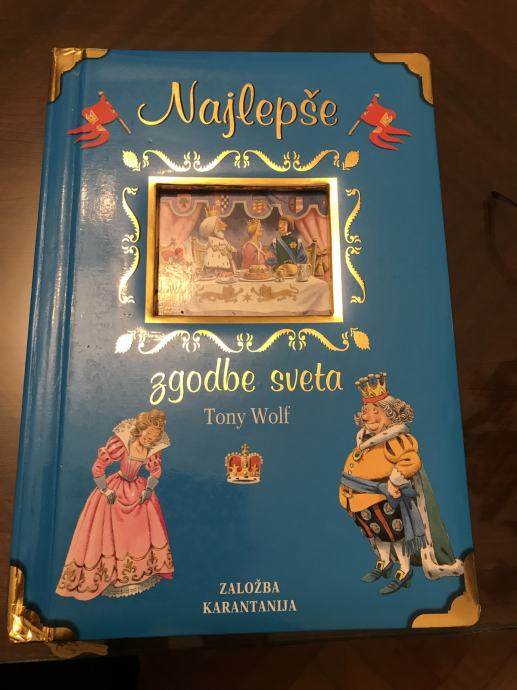 Najlepše
zgodbe sveta
Tony Wolf
ZALOŽBA
KARANTANIJA